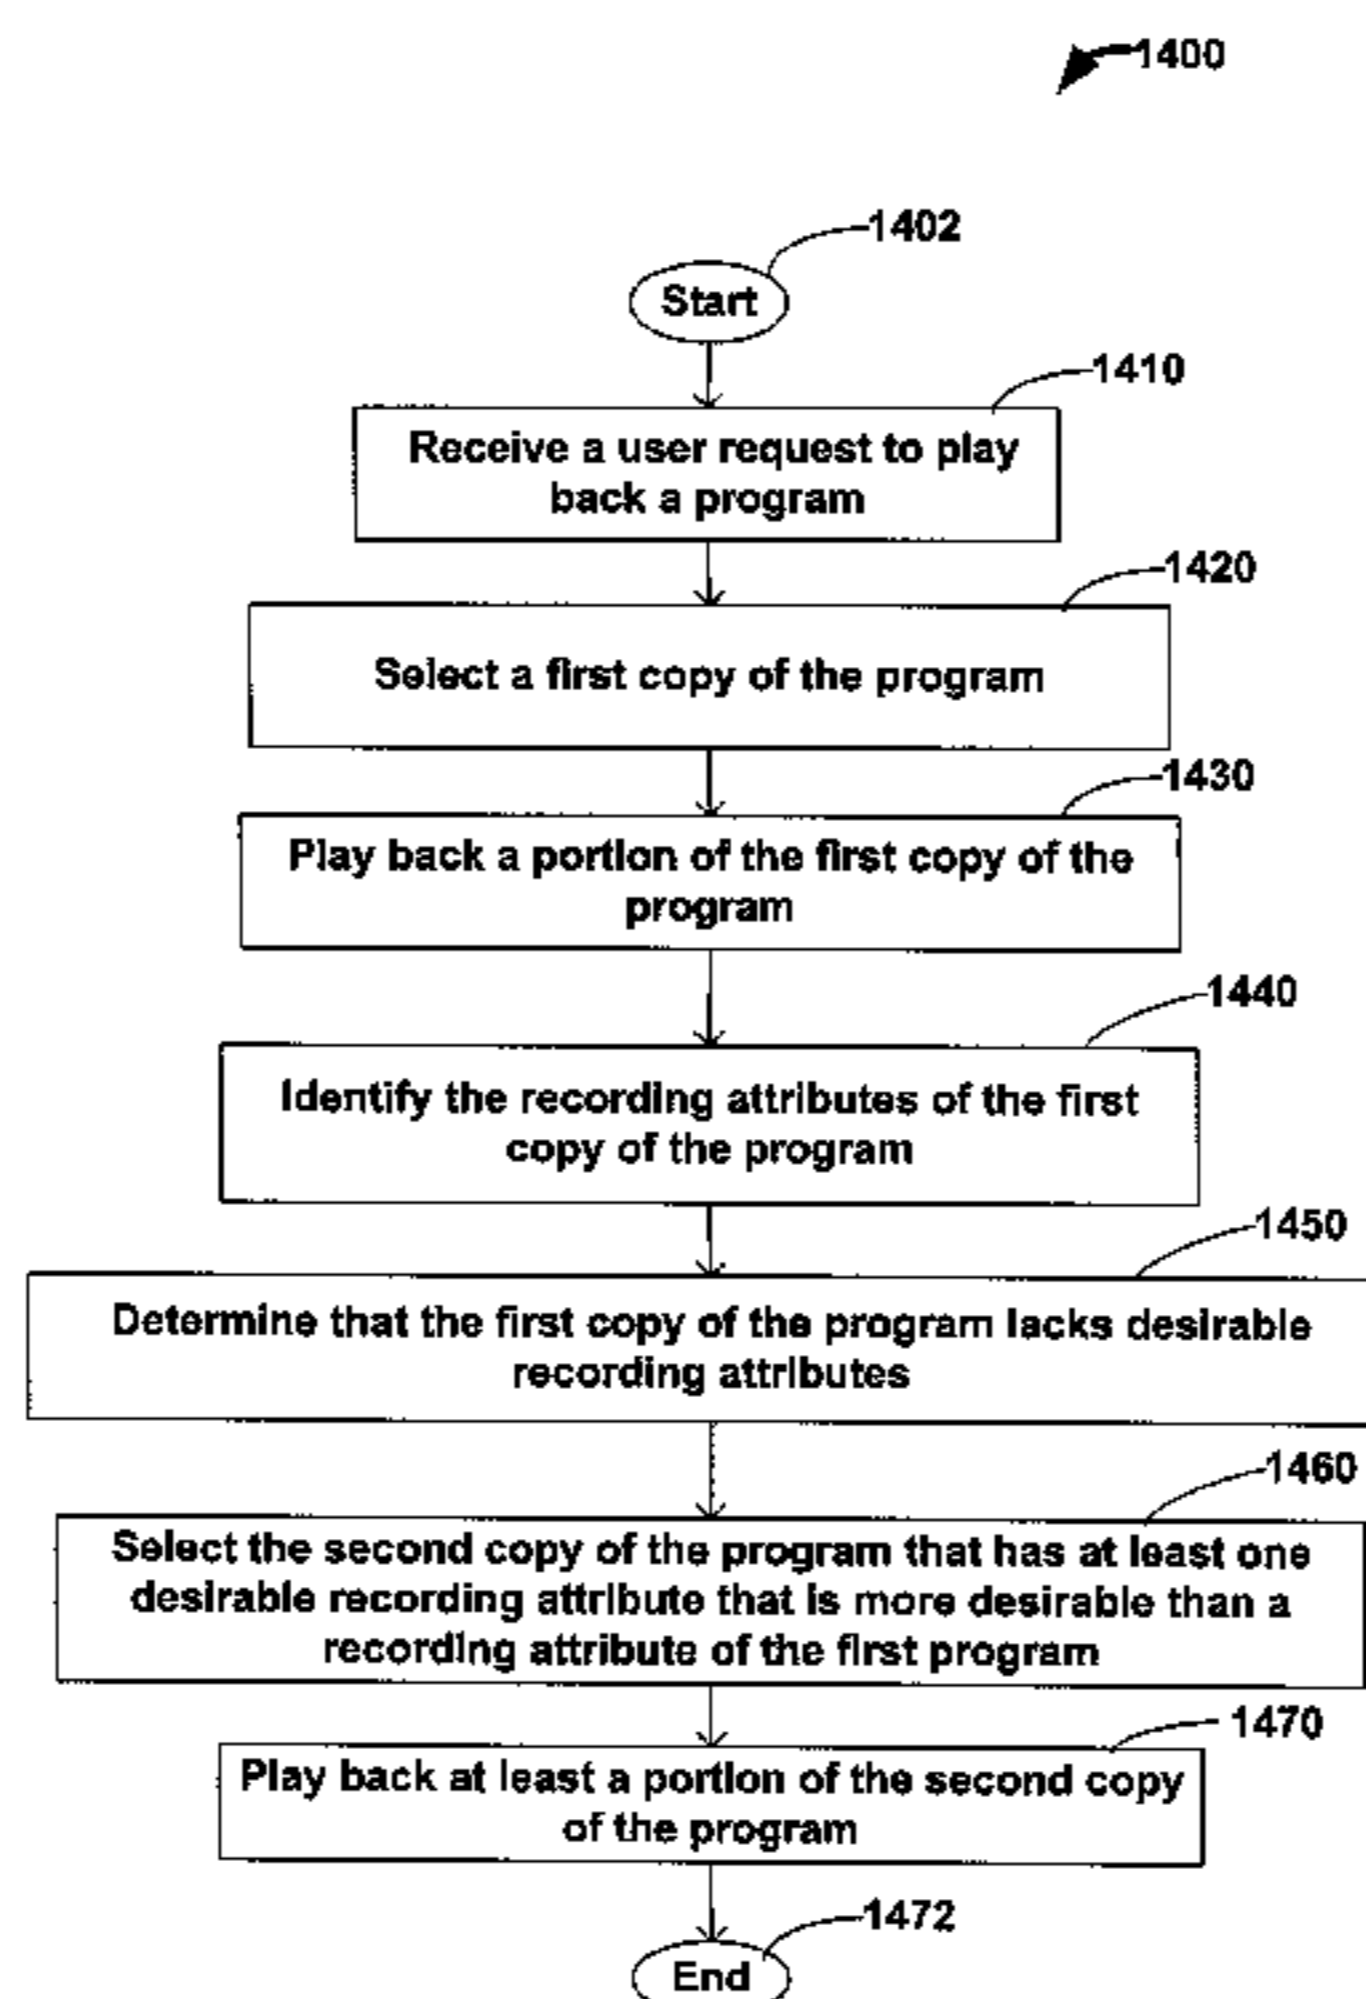 1400
1402
Start
1410
Receive a user request to play
back a program
1420
Select a first copy of the program
1430
Play back a portion of the first copy of the
program
1440
Identify the recording attributes of the first
copy of the program
1450
Determine that the first copy of the program lacks desirable
recording attributes
1460
Select the second copy of the program that has at least one
desirable recording attribute that is more desirable than a
recording attribute of the first program
1470
Play back at least a portion of the second copy
of the program
1472
End